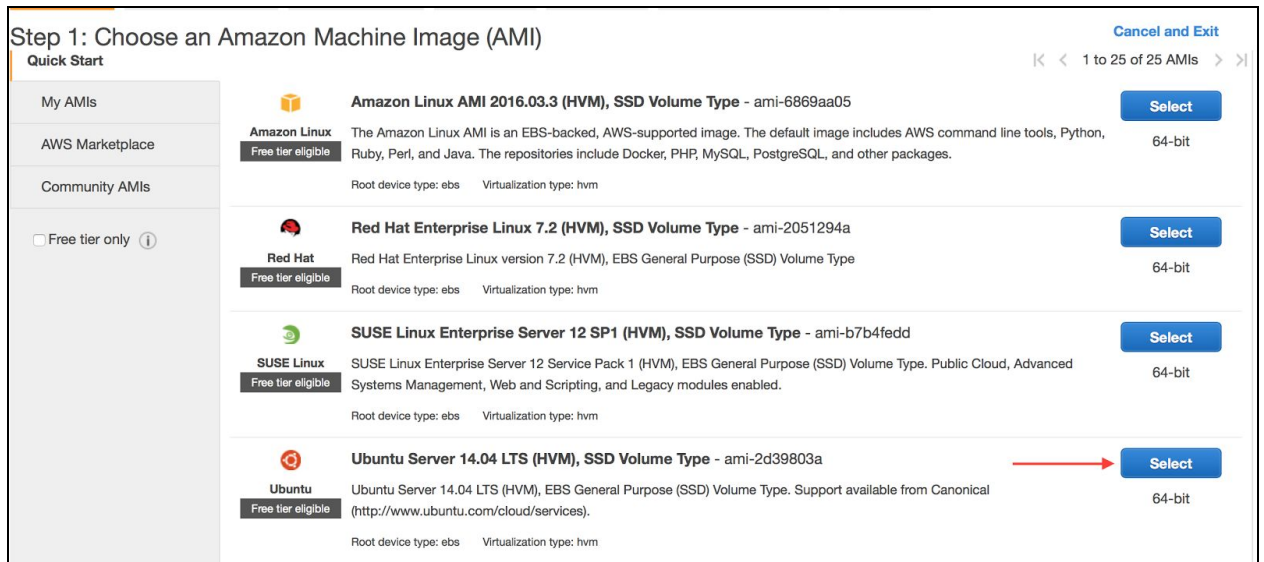 Step 1: Choose an Amazon Machine Image (AMI)
Cancel and Exit
Quick Start
1 to 25 of 25 AMIs
My AMIs
AWS Marketplace
Community AMIs
Free tier only
Amazon Linux
Free tier eligible
Amazon Linux AMI 2016.03.3 (HVM), SSD Volume Type - ami-6869aa05
The Amazon Linux AMI is an EBS-backed, AWS-supported image. The default image includes AWS command line tools, Python,
Ruby, Perl, and Java. The repositories include Docker, PHP, MySQL, PostgreSQL, and other packages.
Root device type: ebs Virtualization type: hvm
Select
64-bit
Red Hat
Free tier eligible
Red Hat Enterprise Linux 7.2 (HVM), SSD Volume Type - ami-2051294a
Red Hat Enterprise Linux version 7.2 (HVM), EBS General Purpose (SSD) Volume Type
Root device type: ebs Virtualization type: hvm
Select
64-bit
SUSE Linux
Free tier eligible
SUSE Linux Enterprise Server 12 SP1 (HVM), SSD Volume Type - ami-b7b4fedd
SUSE Linux Enterprise Server 12 Service Pack 1 (HVM), EBS General Purpose (SSD) Volume Type. Public Cloud, Advanced
Systems Management, Web and Scripting, and Legacy modules enabled.
Root device type: ebs Virtualization type: hvm
Select
64-bit
Ubuntu
Free tier eligible
Ubuntu Server 14.04 LTS (HVM), SSD Volume Type - ami-2d39803a
Ubuntu Server 14.04 LTS (HVM), EBS General Purpose (SSD) Volume Type. Support available from Canonical
(http://www.ubuntu.com/cloud/services).
Root device type: ebs Virtualization type: hvm
Select
64-bit